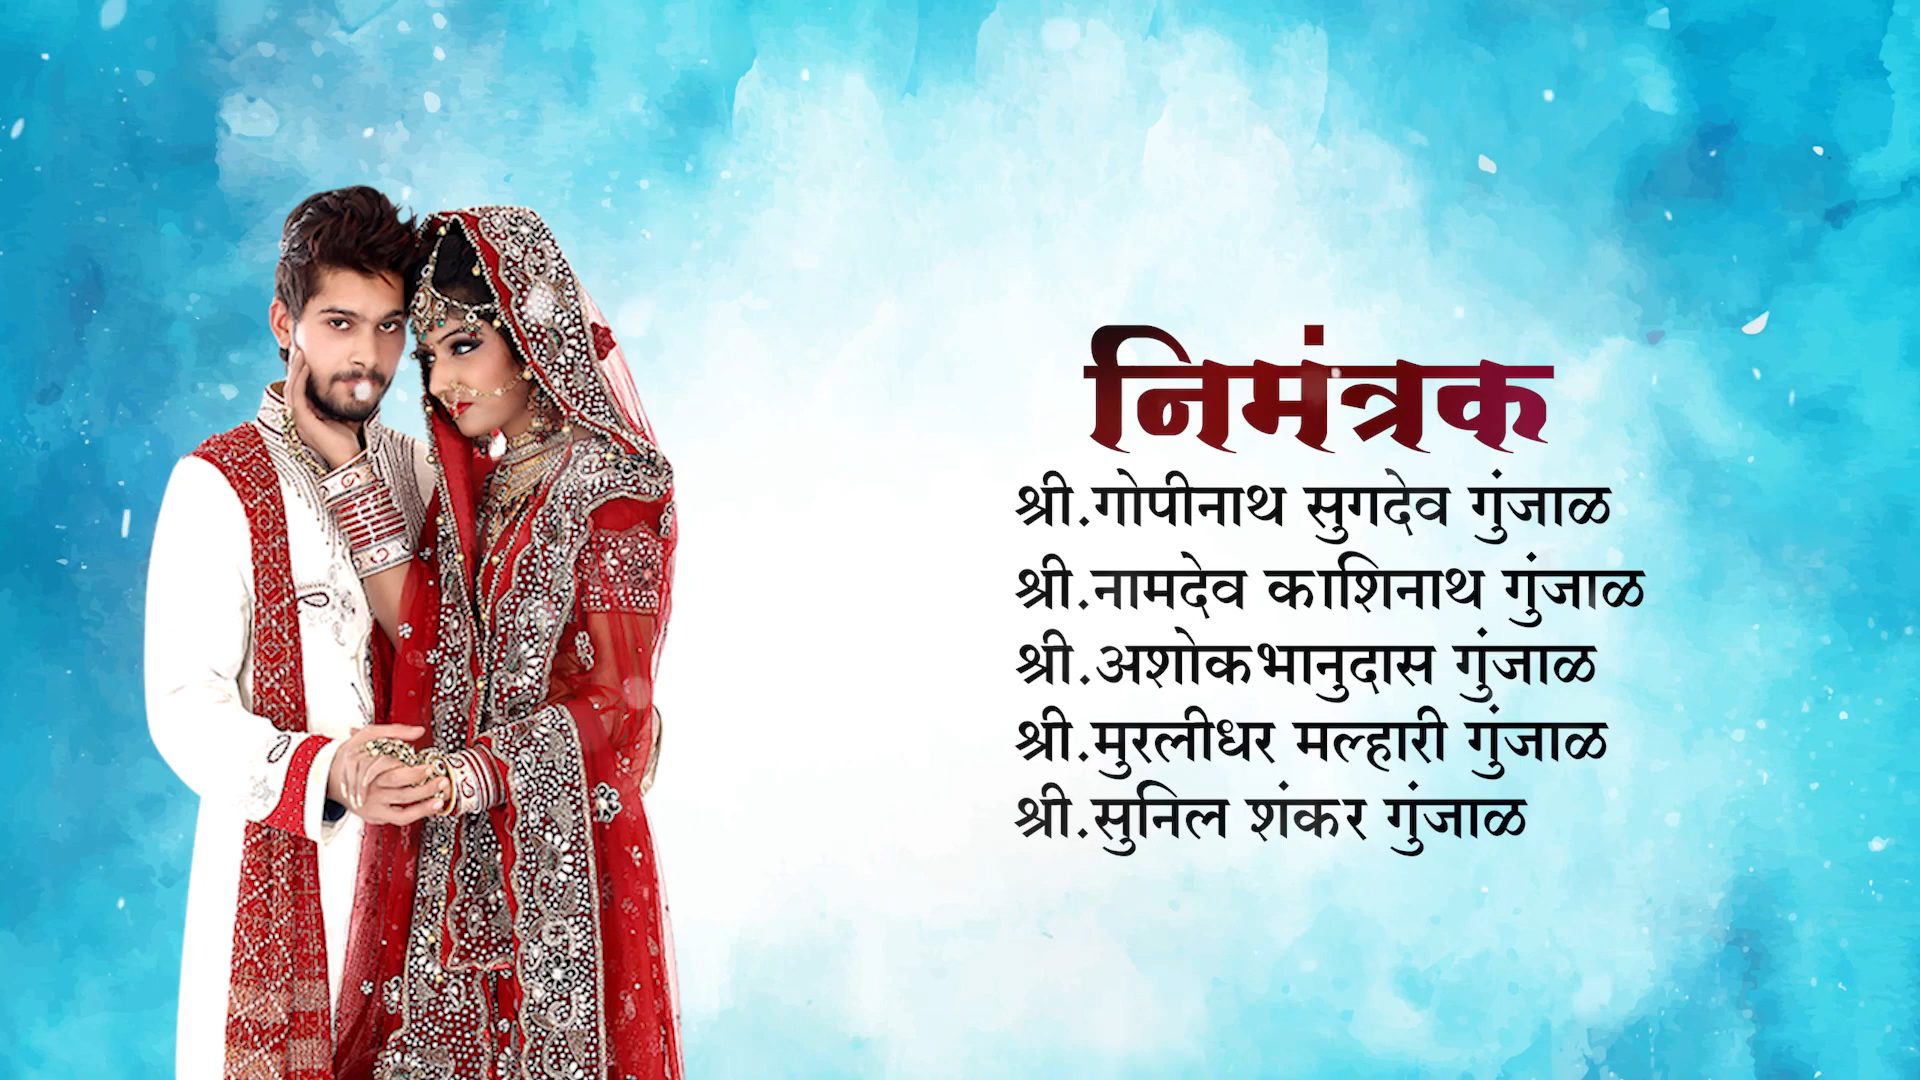 निमंत्रक
श्री.गोपीनाथ सुगदेव गुंजाळ
श्री.नामदेव काशिनाथ गुंजाळ
श्री.अशोकभानुदास गुंजाळ
श्री.मुरलीधर मल्हारी गुंजाळ
श्री.सुनिल शंकर गुंजाळ